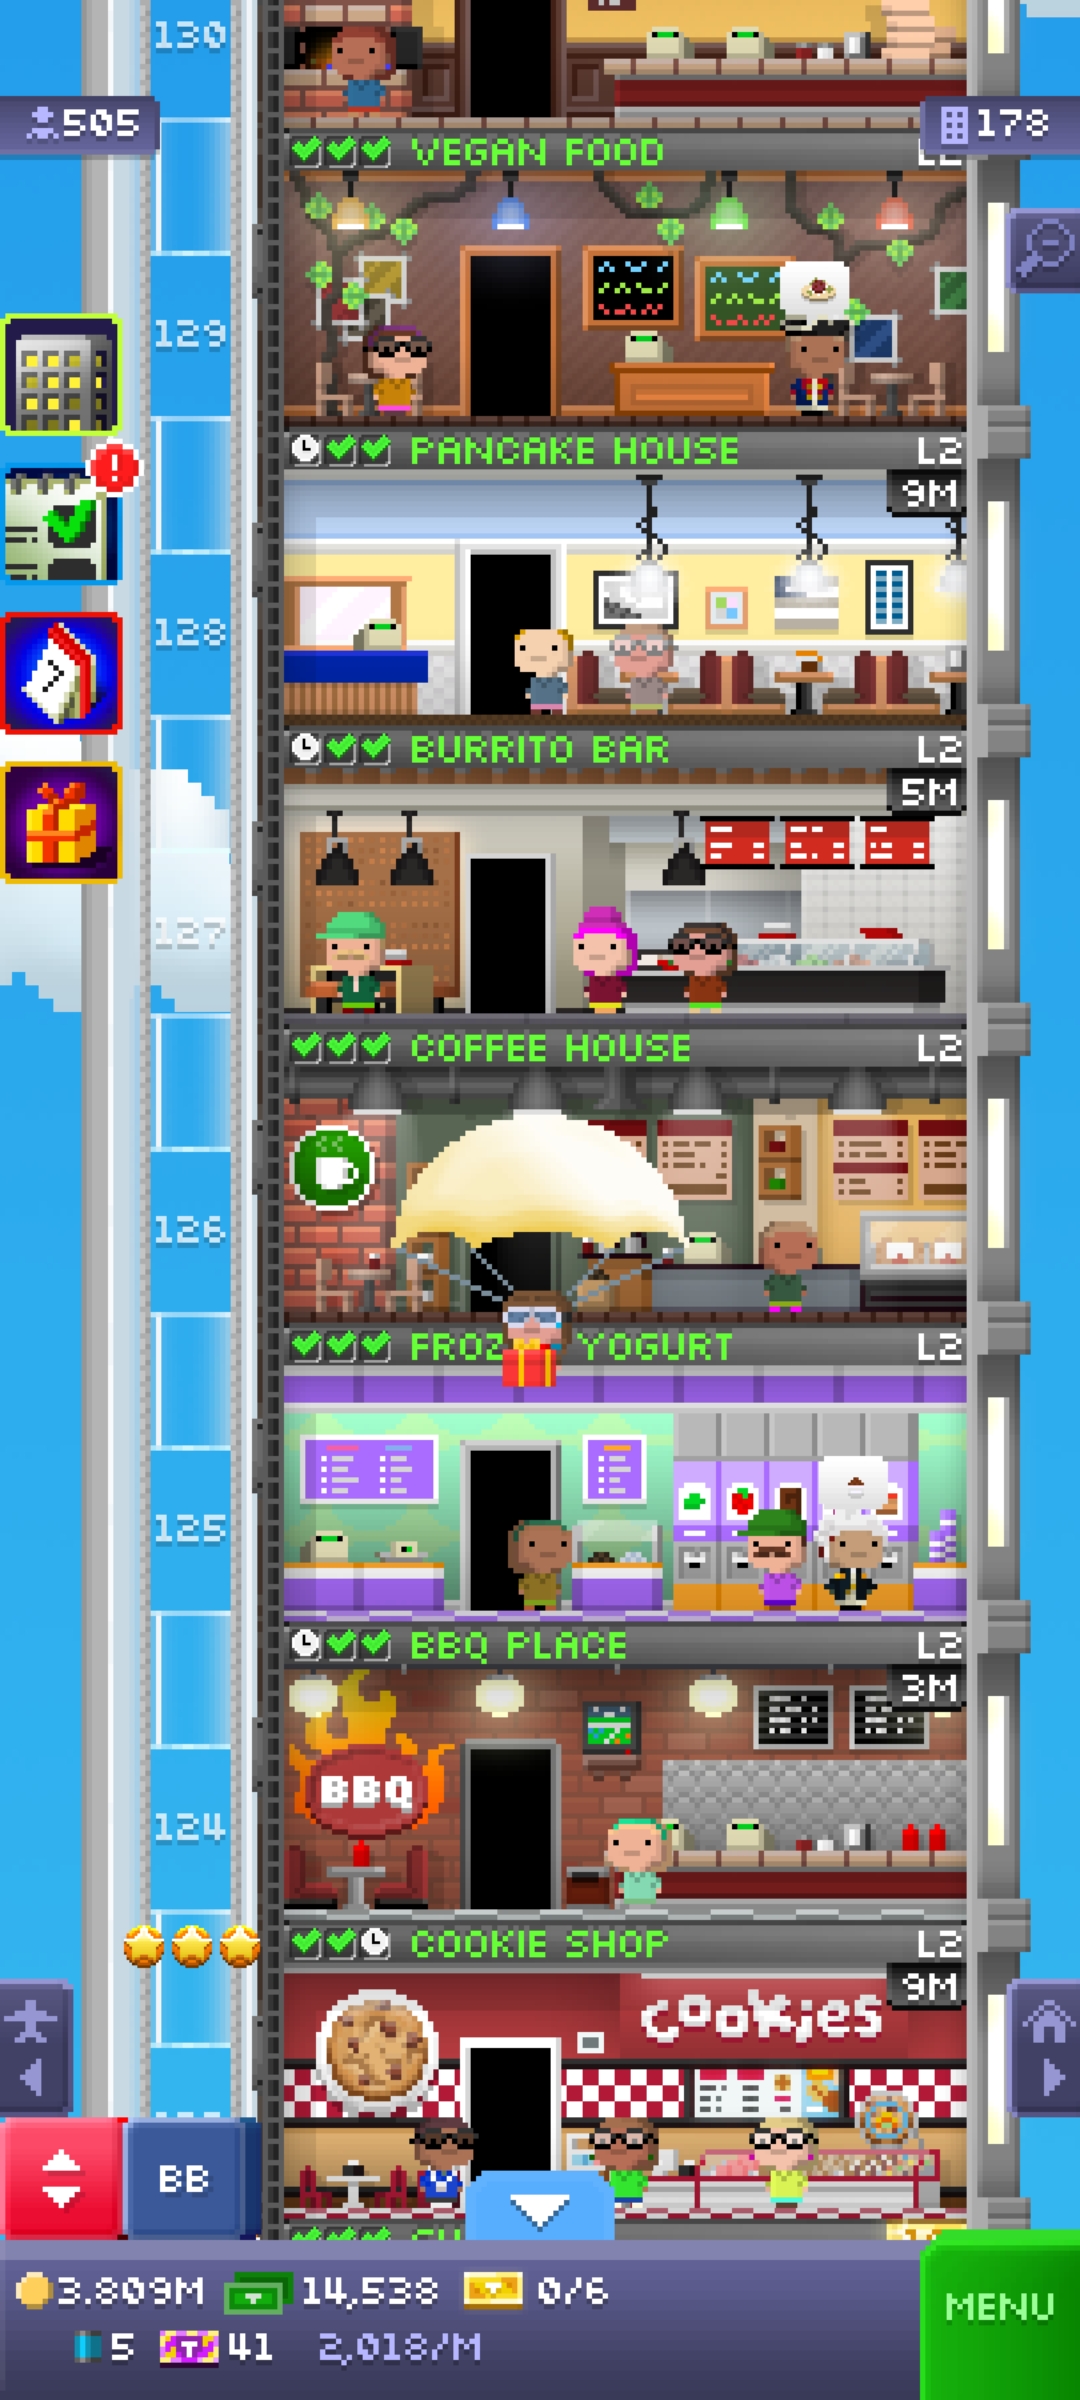 130
505
178
VEGAN FOOD
129
PANCAKE HOUSE L2
9M
128
BURRITO BAR L2
5M
127
COFFEE HOUSE L2
126
YOGURT L2
125
BBQ PLACE L2
3M
BBQ
124
COOKIE SHOP L2
9M
cookies
BB
3.809M 14,538 0/6
MENU
5 41 2,018/M